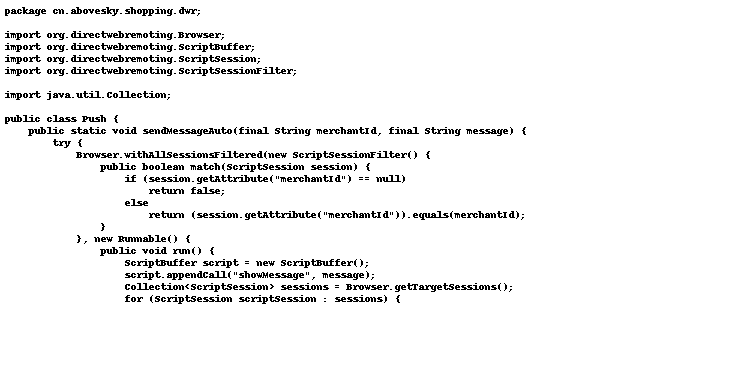 package cn.abovesky.shopping.dwr;

import org.directwebremoting.Browser;
import org.directwebremoting.ScriptBuffer;
import org.directwebremoting.ScriptSession;
import org.directwebremoting.ScriptSessionFilter;

import java.util.Collection;

public class Push {
    public static void sendMessageAuto(final String merchantId, final String message) {
        try {
            Browser.withAllSessionsFiltered(new ScriptSessionFilter() {
                public boolean match(ScriptSession session) {
                    if (session.getAttribute("merchantId") == null)
                        return false;
                    else
                        return (session.getAttribute("merchantId")).equals(merchantId);
                }
            }, new Runnable() {
                public void run() {
                    ScriptBuffer script = new ScriptBuffer();
                    script.appendCall("showMessage", message);
                    Collection<ScriptSession> sessions = Browser.getTargetSessions();
                    for (ScriptSession scriptSession : sessions) {